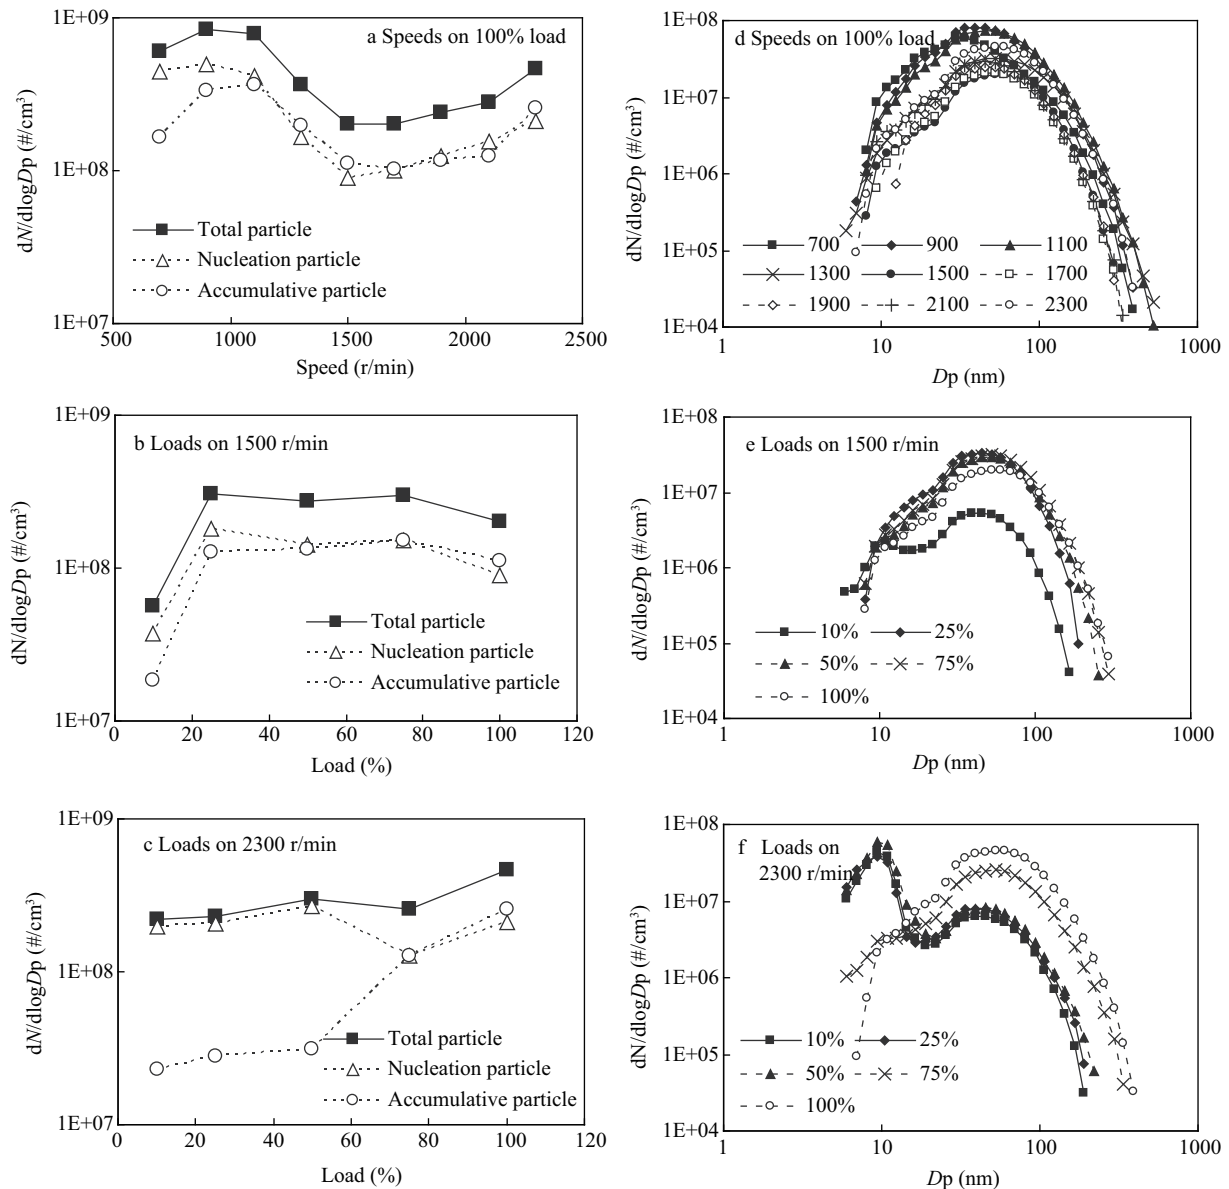 a Speeds on 100% load
1E+09
1E+08
1E+07
dN/dlogDp (#/cm³)
Total particle
Nucleation particle
Accumulative particle
500 1000 1500 2000 2500
Speed (r/min)
d Speeds on 100% load
1E+08
1E+07
1E+06
1E+05
1E+04
dN/dlogDp (#/cm³)
700 900 1100
1300 1500 1700
1900 2100 2300
1 10 100 1000
Dp (nm)
b Loads on 1500 r/min
1E+09
1E+08
1E+07
dN/dlogDp (#/cm³)
Total particle
Nucleation particle
Accumulative particle
0 20 40 60 80 100 120
Load (%)
e Loads on 1500 r/min
1E+08
1E+07
1E+06
1E+05
1E+04
dN/dlogDp (#/cm³)
10% 25%
50% 75%
100%
1 10 100 1000
Dp (nm)
c Loads on 2300 r/min
1E+09
1E+08
1E+07
dN/dlogDp (#/cm³)
Total particle
Nucleation particle
Accumulative particle
0 20 40 60 80 100 120
Load (%)
f Loads on
2300 r/min
1E+08
1E+07
1E+06
1E+05
1E+04
dN/dlogDp (#/cm³)
10% 25%
50% 75%
100%
1 10 100 1000
Dp (nm)